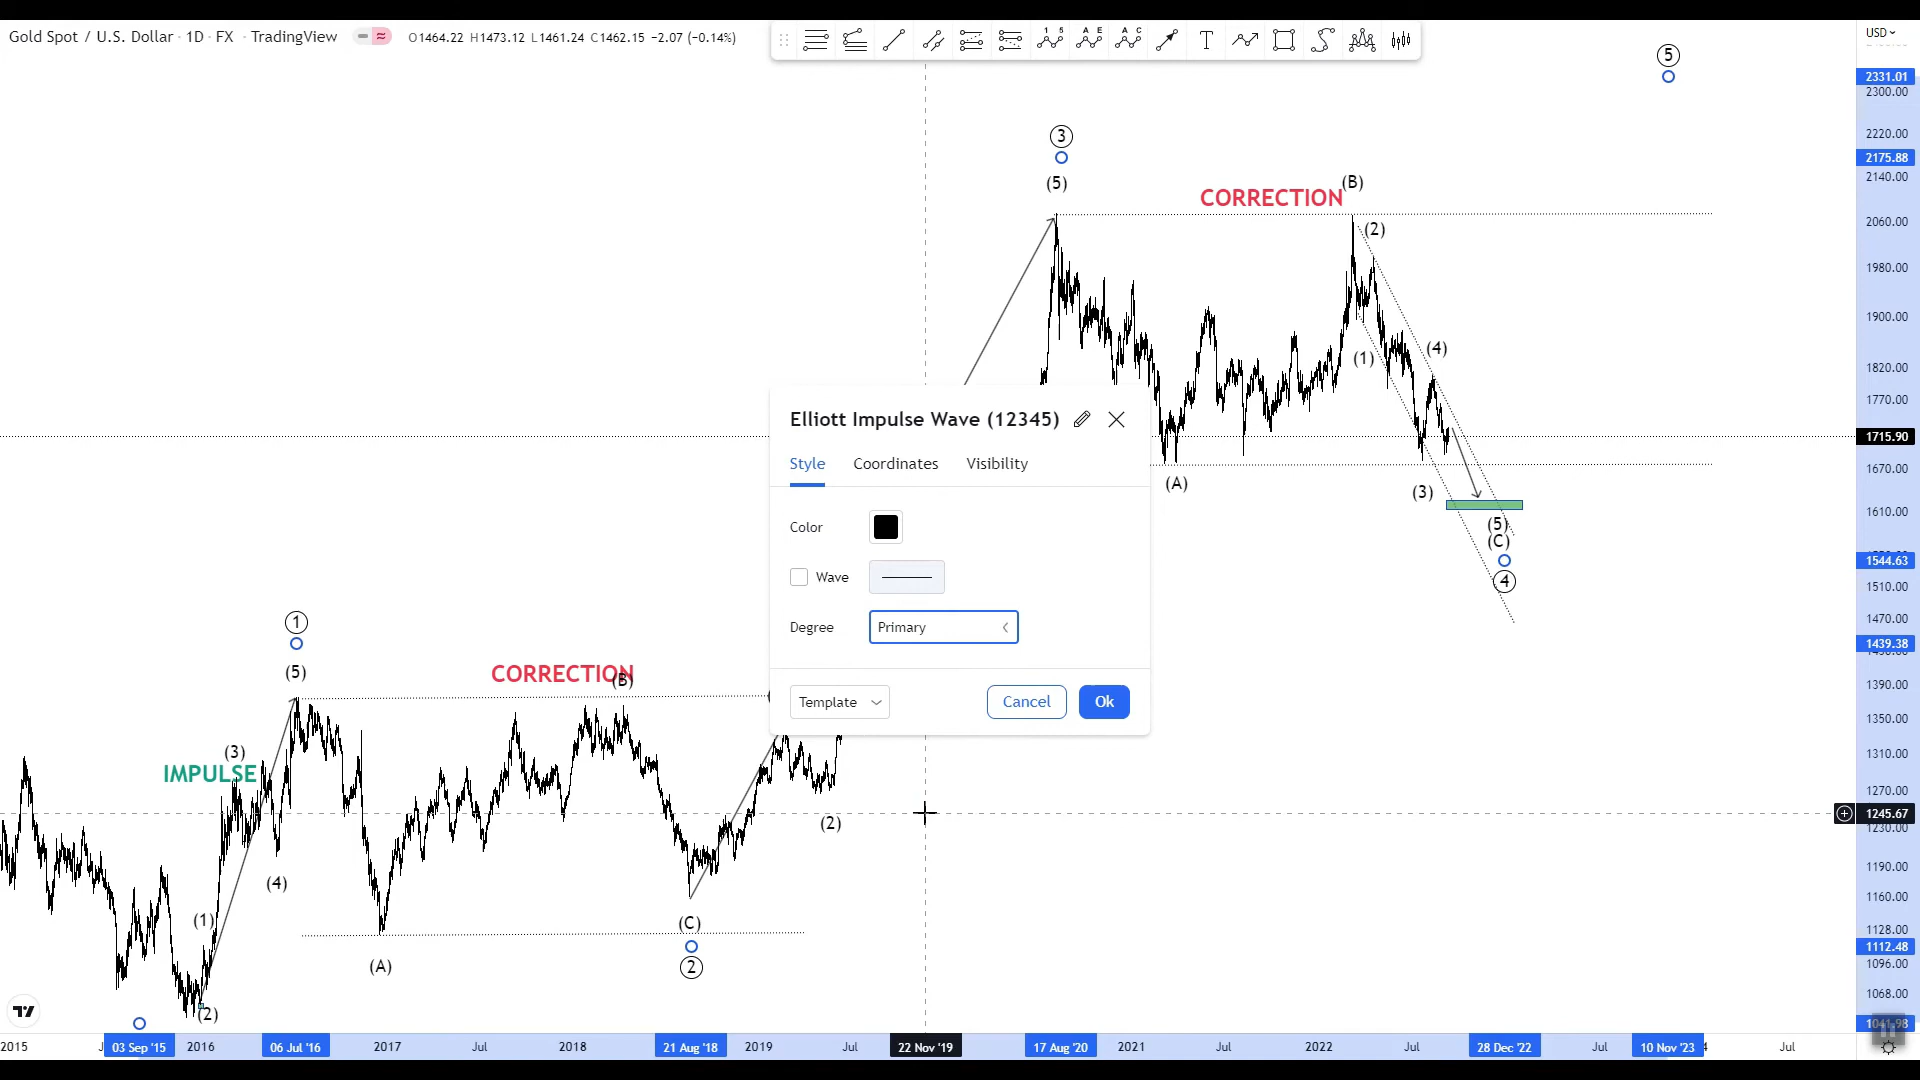 Gold Spot / U.S. Dollar · 1D · FX · TradingView
O1464.22 H1473.12 L1461.24 C1462.15 −2.07 (−0.14%)
1 5
A E
A C
T
USD
5
2331.01
2300.00
3
2220.00
2175.88
2140.00
(5)
CORRECTION
(B)
(2)
2060.00
1980.00
1900.00
(1)
(4)
1820.00
1770.00
Elliott Impulse Wave (12345)
1715.90
Style Coordinates Visibility
1670.00
(A)
(3)
1610.00
Color
(5)
(C)
1544.63
Wave
4
1510.00
1
Degree
Primary
1470.00
1439.38
(5)
CORRECTION
(B)
1390.00
Template
Cancel
Ok
1350.00
(3)
1310.00
IMPULSE
1270.00
1245.67
(2)
1230.00
1190.00
(4)
1160.00
(1)
(C)
1128.00
1112.48
(A)
2
1096.00
1068.00
(2)
1041.98
2015
03 Sep '15
2016
06 Jul '16
2017
Jul
2018
21 Aug '18
2019
Jul
22 Nov '19
17 Aug '20
2021
Jul
2022
Jul
28 Dec '22
Jul
10 Nov '23
4
Jul